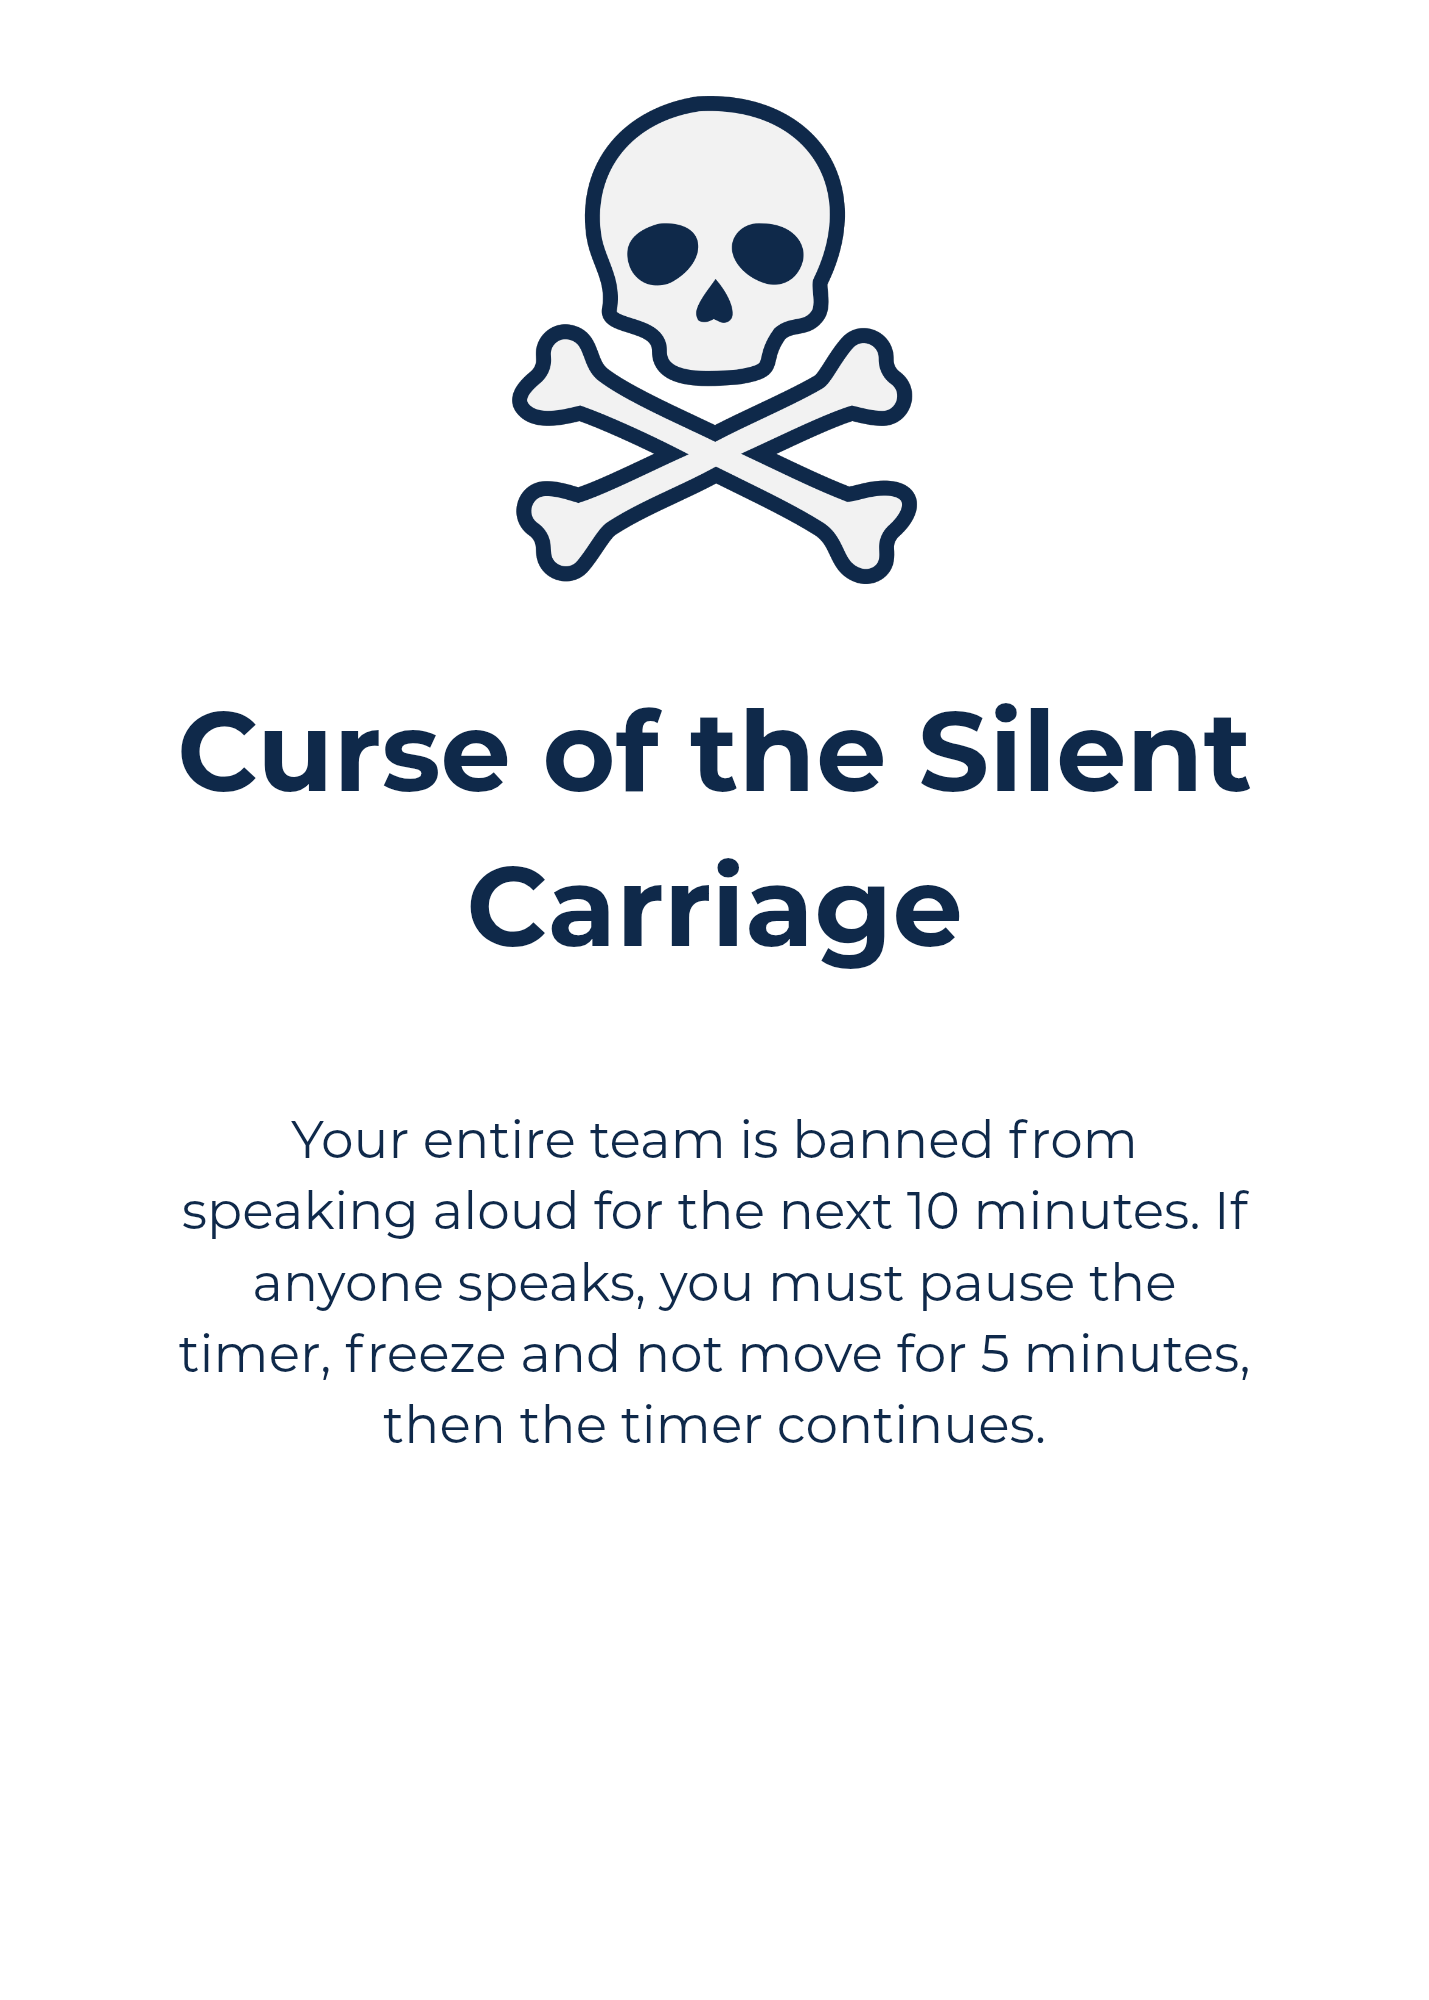 Curse of the Silent
Carriage
Your entire team is banned from
speaking aloud for the next 10 minutes. If
anyone speaks, you must pause the
timer, freeze and not move for 5 minutes,
then the timer continues.